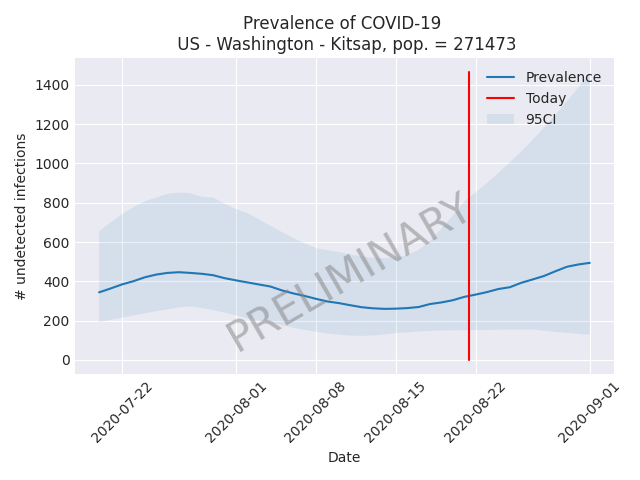 Prevalence of COVID-19
US - Washington - Kitsap, pop. = 271473
Prevalence
Today
95CI
PRELIMINARY
# undetected infections
1400
1200
1000
800
600
400
200
0
2020-07-22
2020-08-01
2020-08-08
2020-08-15
2020-08-22
2020-09-01
Date